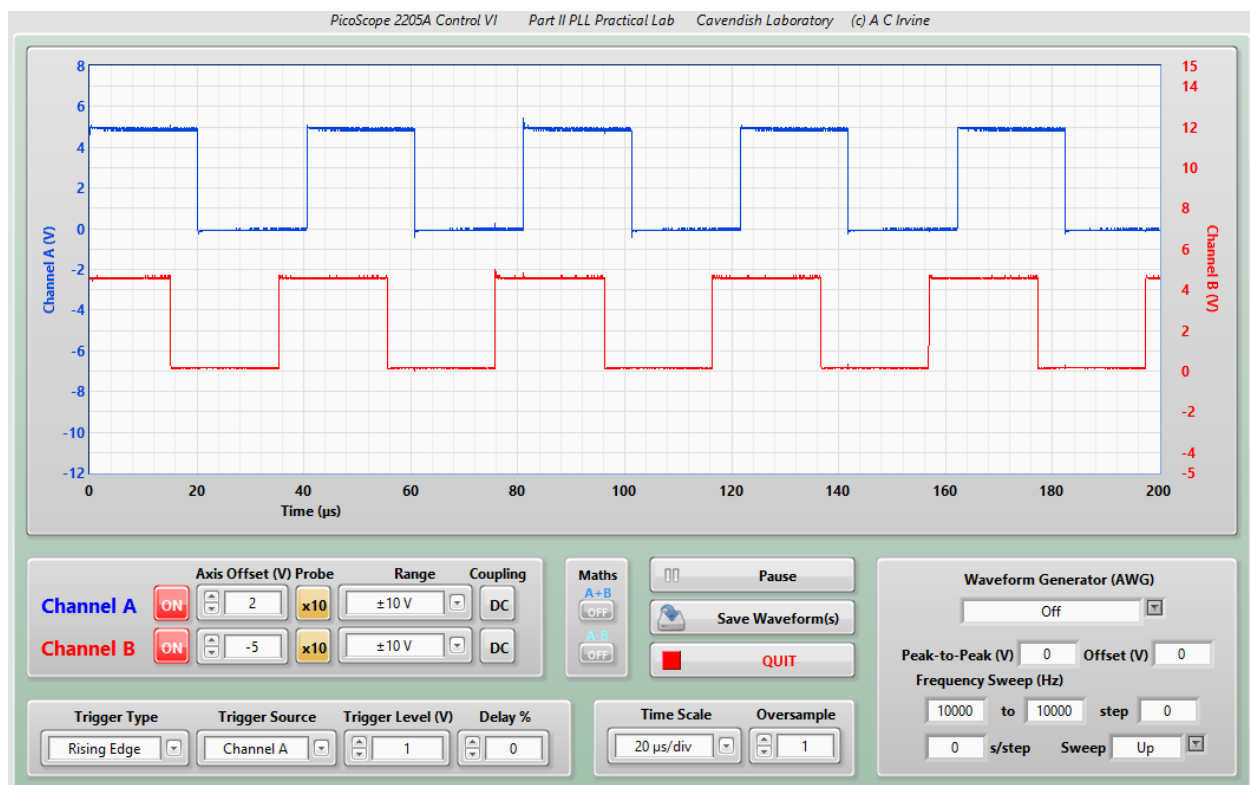 PicoScope 2205A Control VI Part II PLL Practical Lab Cavendish Laboratory (c) A C Irvine
8
6
4
2
0
-2
-4
-6
-8
-10
-12
Channel A (V)
15
14
12
10
8
6
4
2
0
-2
-4
-5
Channel B (V)
0 20 40 60 80 100 120 140 160 180 200
Time (µs)
Axis Offset (V) Probe Range Coupling
Channel A ON 2 x10 ±10 V DC
Channel B ON -5 x10 ±10 V DC
Maths
A+B
OFF
A-B
OFF
Pause
Save Waveform(s)
QUIT
Waveform Generator (AWG)
Off
Peak-to-Peak (V) 0 Offset (V) 0
Frequency Sweep (Hz)
10000 to 10000 step 0
0 s/step Sweep Up
Trigger Type Trigger Source Trigger Level (V) Delay %
Rising Edge Channel A 1 0
Time Scale Oversample
20 µs/div 1